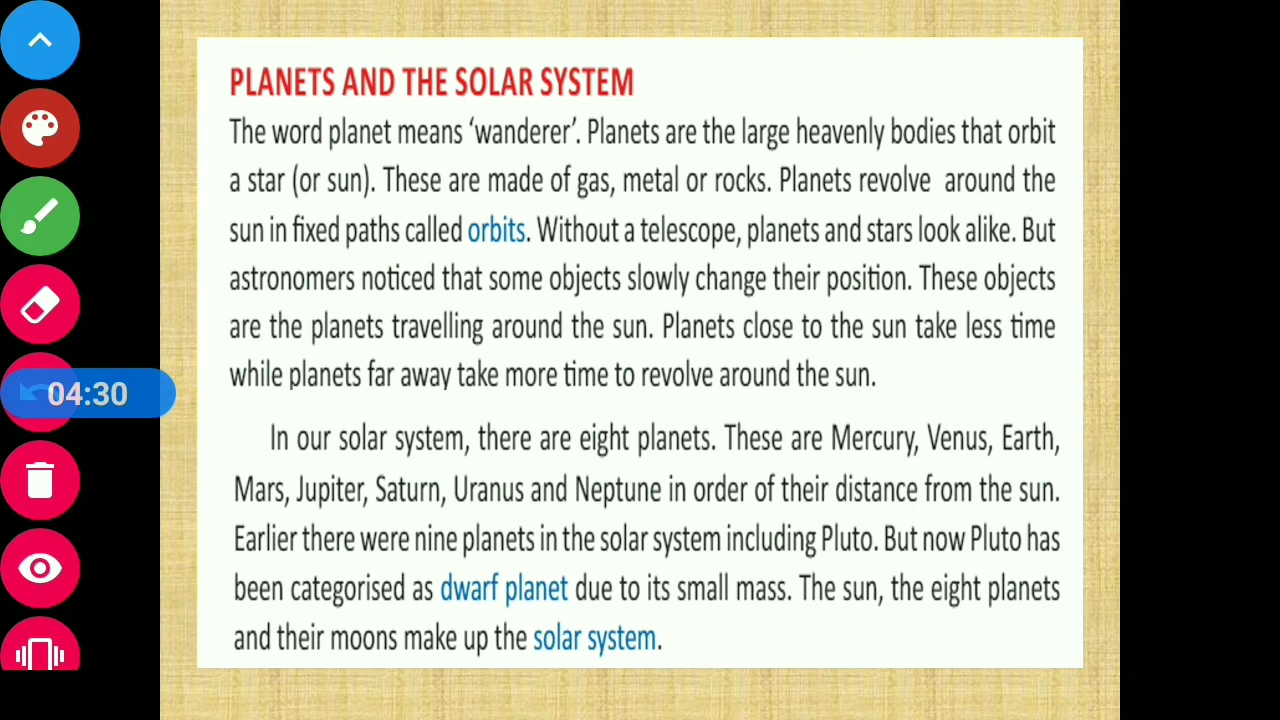 PLANETS AND THE SOLAR SYSTEM
The word planet means ‘wanderer’. Planets are the large heavenly bodies that orbit
a star (or sun). These are made of gas, metal or rocks. Planets revolve around the
sun in fixed paths called orbits. Without a telescope, planets and stars look alike. But
astronomers noticed that some objects slowly change their position. These objects
are the planets travelling around the sun. Planets close to the sun take less time
while planets far away take more time to revolve around the sun.
04:30
In our solar system, there are eight planets. These are Mercury, Venus, Earth,
Mars, Jupiter, Saturn, Uranus and Neptune in order of their distance from the sun.
Earlier there were nine planets in the solar system including Pluto. But now Pluto has
been categorised as dwarf planet due to its small mass. The sun, the eight planets
and their moons make up the solar system.